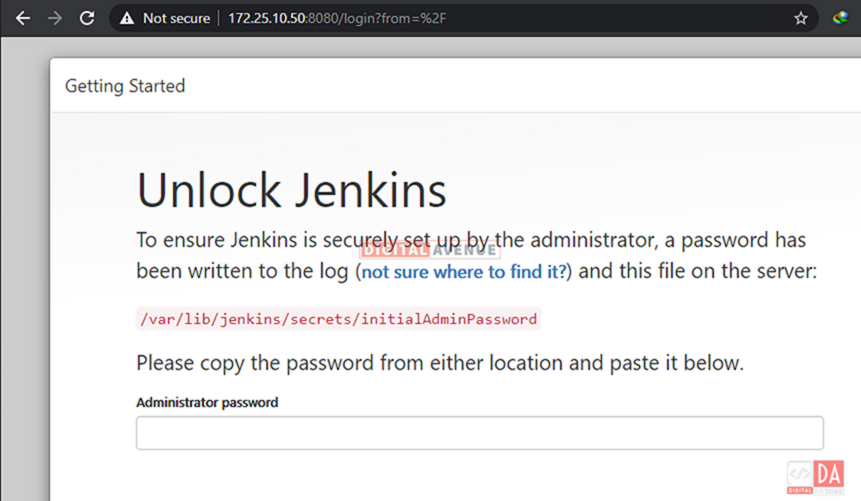 Not secure | 172.25.10.50:8080/login?from=%2F
Getting Started
Unlock Jenkins
To ensure Jenkins is securely set up by the administrator, a password has
been written to the log (not sure where to find it?) and this file on the server:
DIGITAL AVENUE
/var/lib/jenkins/secrets/initialAdminPassword
Please copy the password from either location and paste it below.
Administrator password
DA
DIGITAL AVENUE